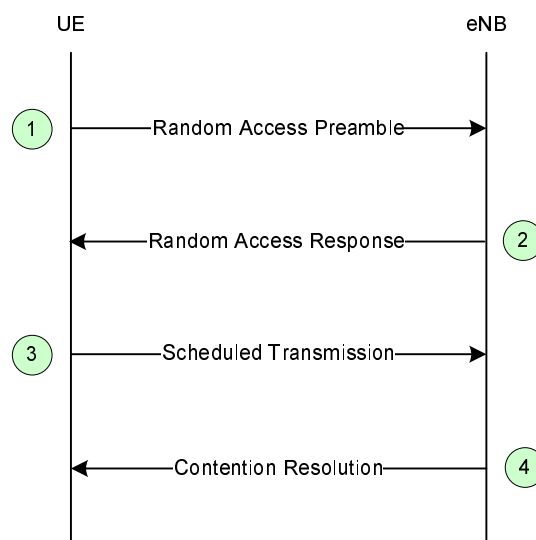 UE eNB
1 Random Access Preamble
Random Access Response 2
3 Scheduled Transmission
Contention Resolution 4